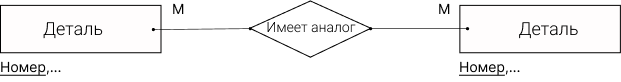 М М
Деталь Имеет аналог Деталь
Номер,... Номер,...